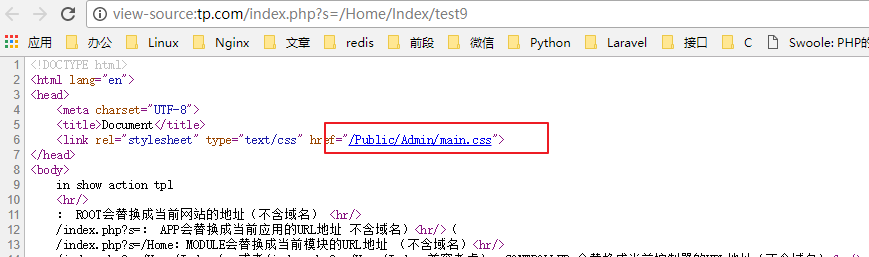 view-source:tp.com/index.php?s=/Home/Index/test9
应用 办公 Linux Nginx 文章 redis 前段 微信 Python Laravel 接口 C Swoole: PHP的
1 <!DOCTYPE html>
2 <html lang="en">
3 <head>
4 <meta charset="UTF-8">
5 <title>Document</title>
6 <link rel="stylesheet" type="text/css" href="/Public/Admin/main.css">
7 </head>
8 <body>
9 in show action tpl
10 <hr/>
11 : ROOT会替换成当前网站的地址（不含域名） <hr/>
12 /index.php?s=: APP会替换成当前应用的URL地址 不含域名）<hr/>（
13 /index.php?s=/Home: MODULE会替换成当前模块的URL地址 （不含域名<hr/>